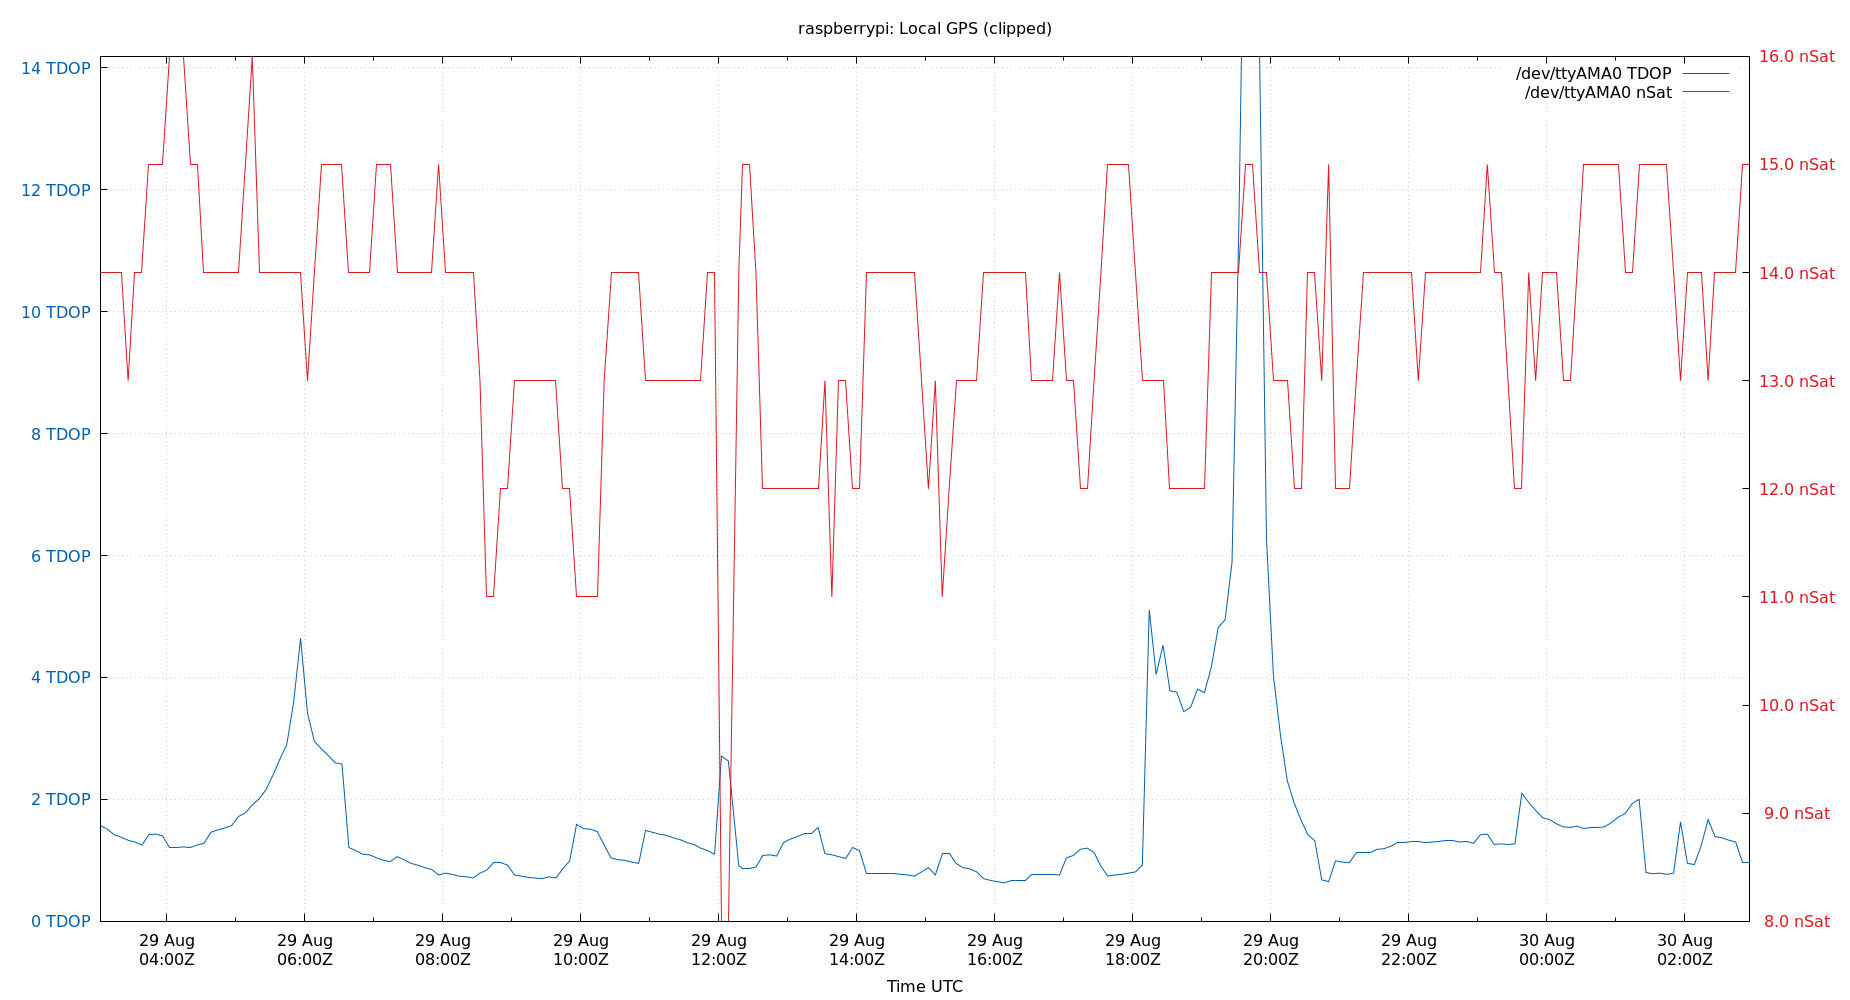 raspberrypi: Local GPS (clipped)
14 TDOP
12 TDOP
10 TDOP
8 TDOP
6 TDOP
4 TDOP
2 TDOP
0 TDOP
/dev/ttyAMA0 TDOP
/dev/ttyAMA0 nSat
16.0 nSat
15.0 nSat
14.0 nSat
13.0 nSat
12.0 nSat
11.0 nSat
10.0 nSat
9.0 nSat
8.0 nSat
29 Aug
04:00Z
29 Aug
06:00Z
29 Aug
08:00Z
29 Aug
10:00Z
29 Aug
12:00Z
29 Aug
14:00Z
29 Aug
16:00Z
29 Aug
18:00Z
29 Aug
20:00Z
29 Aug
22:00Z
30 Aug
00:00Z
30 Aug
02:00Z
Time UTC